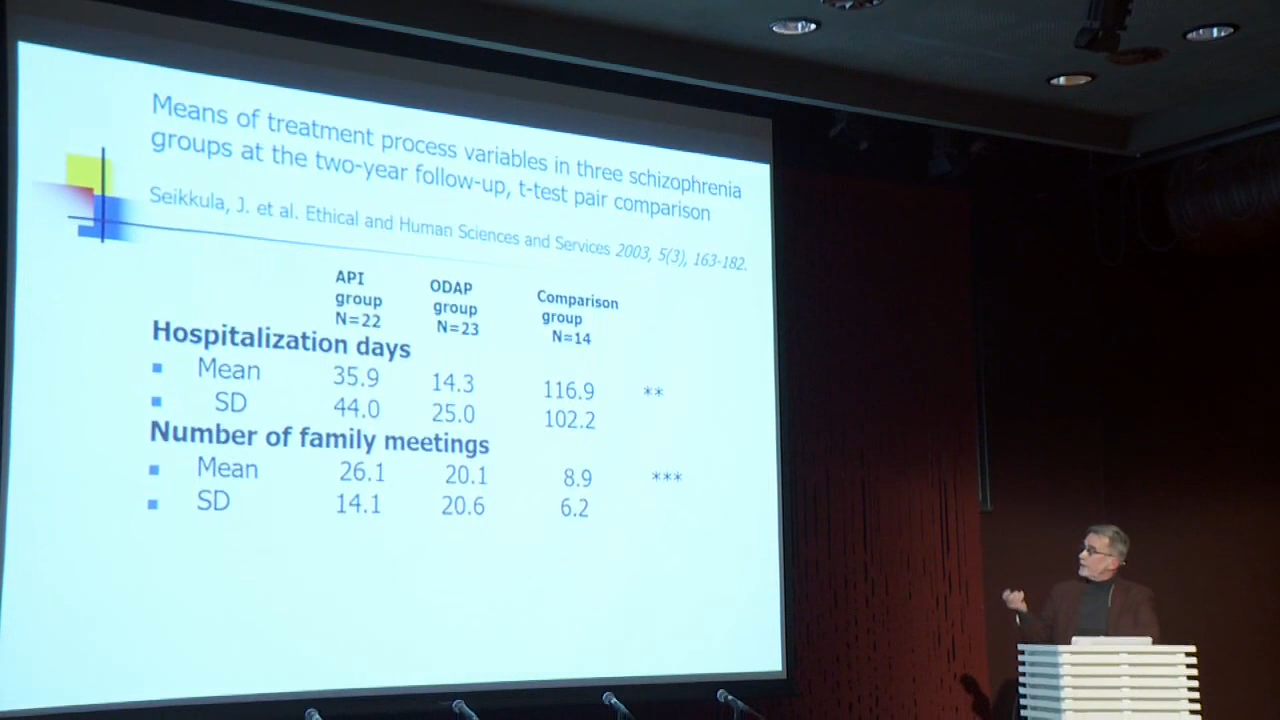 Means of treatment process variables in three schizophrenia
groups at the two-year follow-up, t-test pair comparison
Seikkula, J. et al. Ethical and Human Sciences and Services 2003, 5(3), 163-182.
API ODAP Comparison
group group group
N=22 N=23 N=14
Hospitalization days
Mean 35.9 14.3 116.9 **
SD 44.0 25.0 102.2
Number of family meetings
Mean 26.1 20.1 8.9 ***
SD 14.1 20.6 6.2